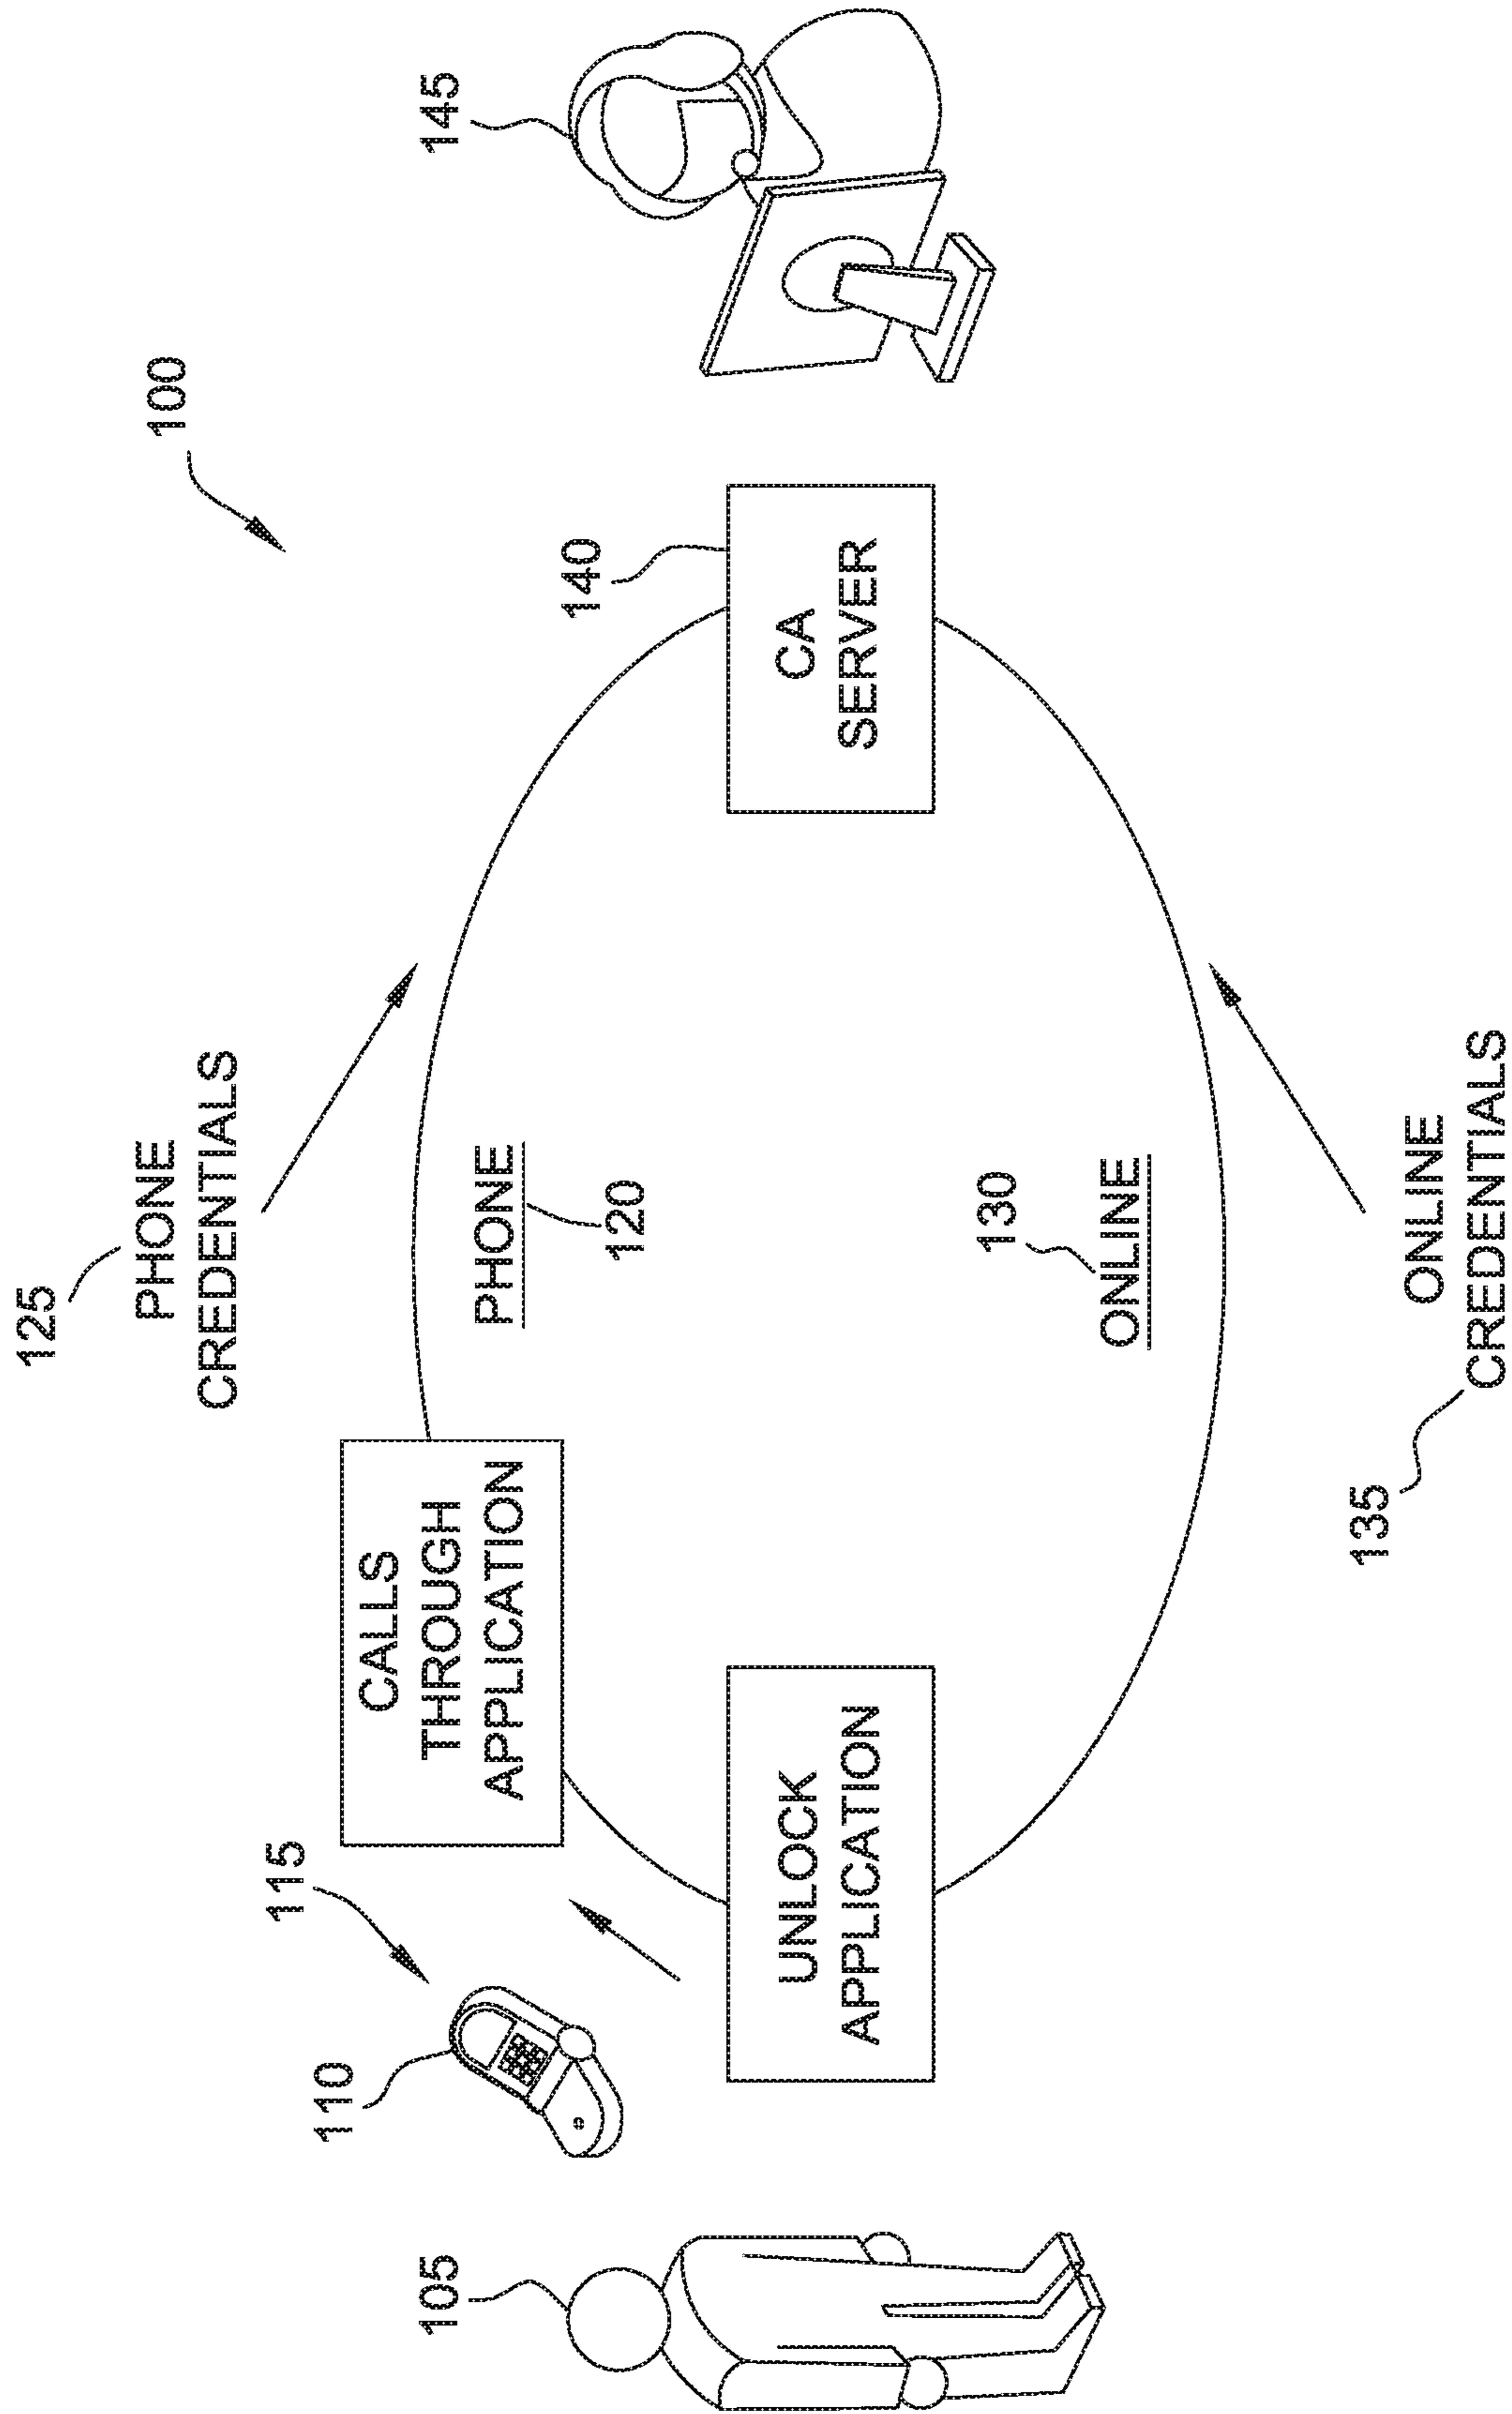 125
PHONE
CREDENTIALS
100
115
110
CALLS
THROUGH
APPLICATION
105
145
PHONE
120
140
UNLOCK
APPLICATION
CA
SERVER
130
ONLINE
135
ONLINE
CREDENTIALS